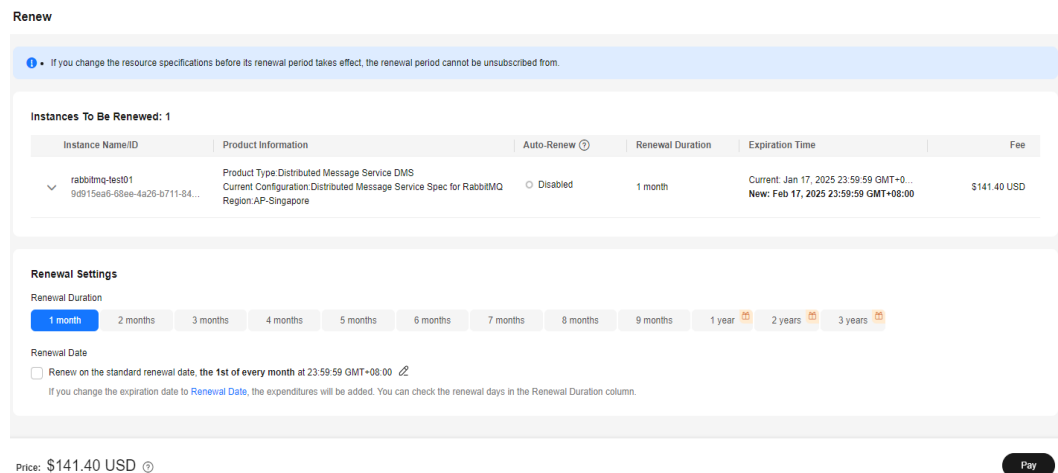 Renew
• If you change the resource specifications before its renewal period takes effect, the renewal period cannot be unsubscribed from.
Instances To Be Renewed: 1
Instance Name/ID Product Information Auto-Renew Renewal Duration Expiration Time Fee
rabbitmq-test01
9d915ea6-68ee-4a26-b711-84...
Product Type:Distributed Message Service DMS
Current Configuration:Distributed Message Service Spec for RabbitMQ
Region:AP-Singapore
Disabled
1 month
Current: Jan 17, 2025 23:59:59 GMT+0...
New: Feb 17, 2025 23:59:59 GMT+08:00
$141.40 USD
Renewal Settings
Renewal Duration
1 month 2 months 3 months 4 months 5 months 6 months 7 months 8 months 9 months 1 year 2 years 3 years
Renewal Date
Renew on the standard renewal date, the 1st of every month at 23:59:59 GMT+08:00
If you change the expiration date to Renewal Date, the expenditures will be added. You can check the renewal days in the Renewal Duration column.
Price: $141.40 USD
Pay